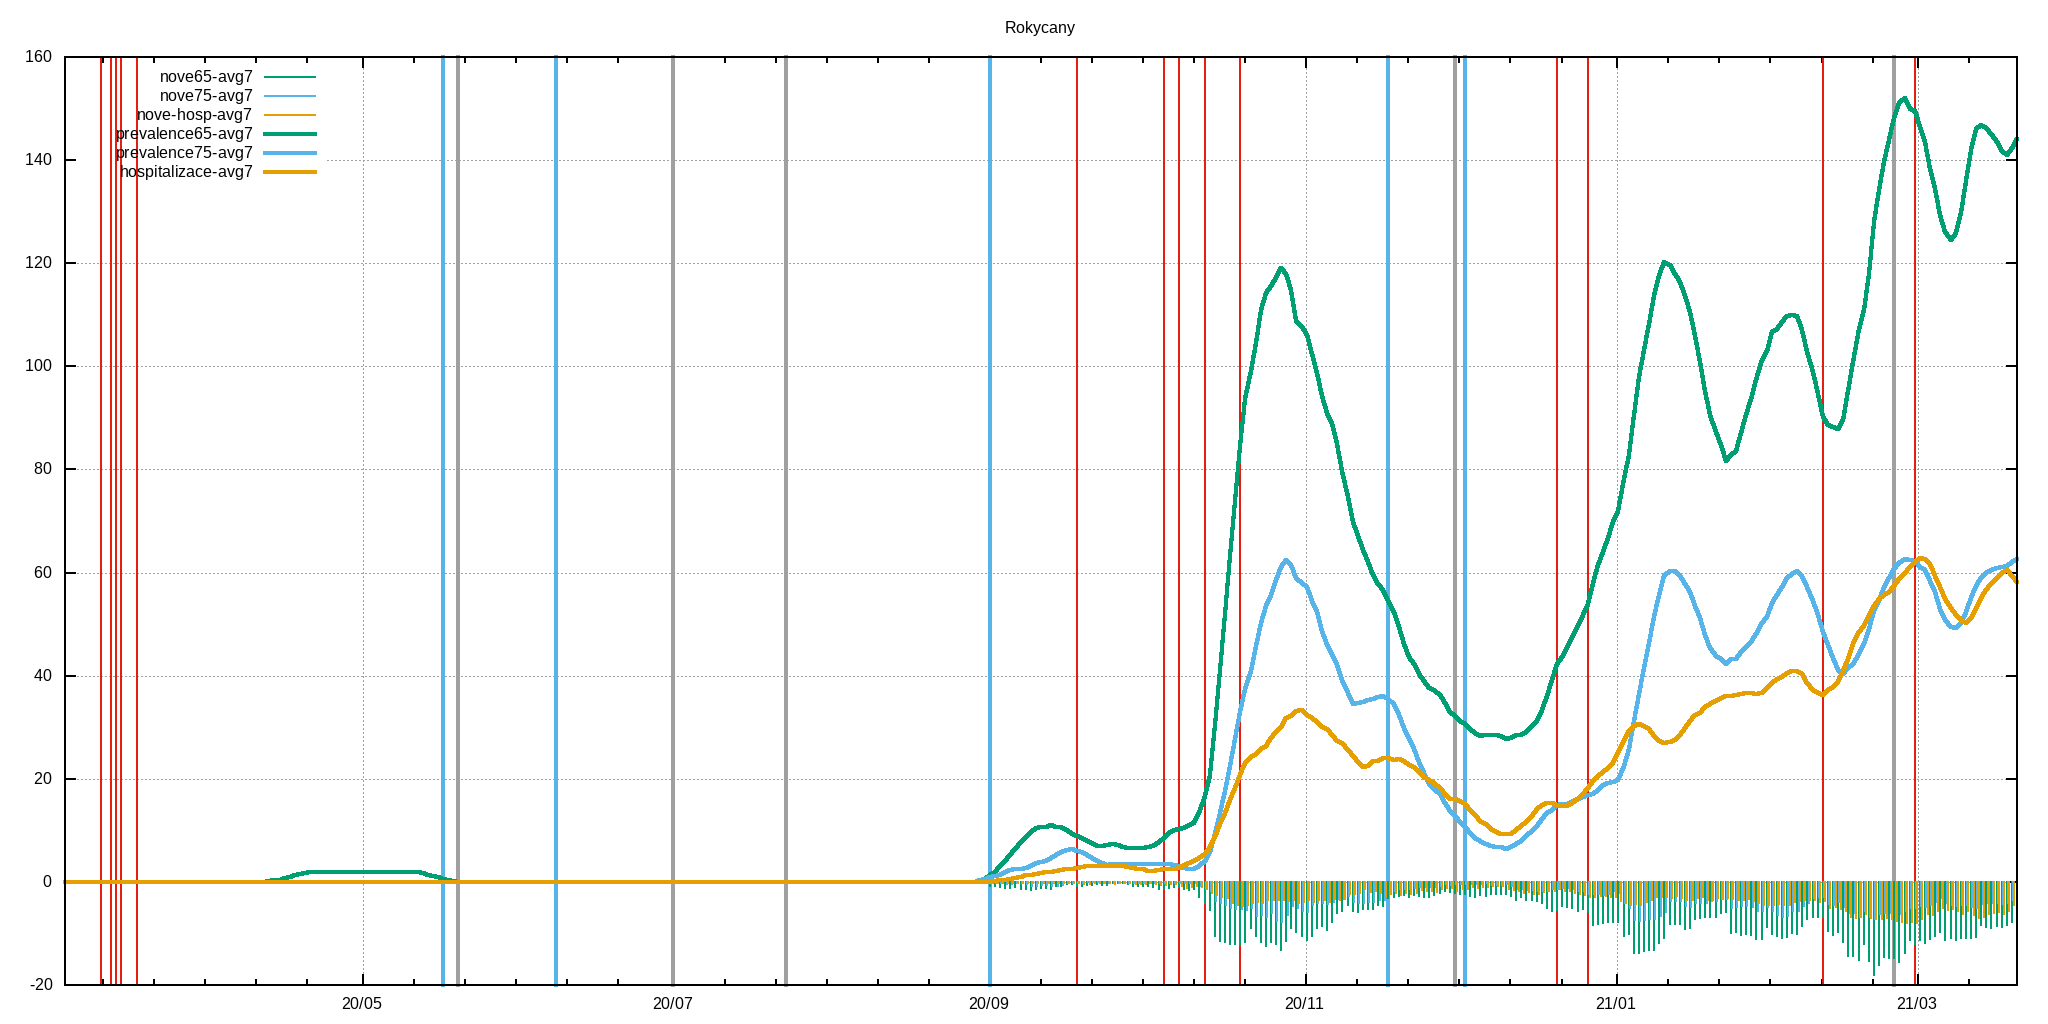 Rokycany
160
140
120
100
80
60
40
20
0
-20
nove65-avg7
nove75-avg7
nove-hosp-avg7
prevalence65-avg7
prevalence75-avg7
hospitalizace-avg7
20/05 20/07 20/09 20/11 21/01 21/03